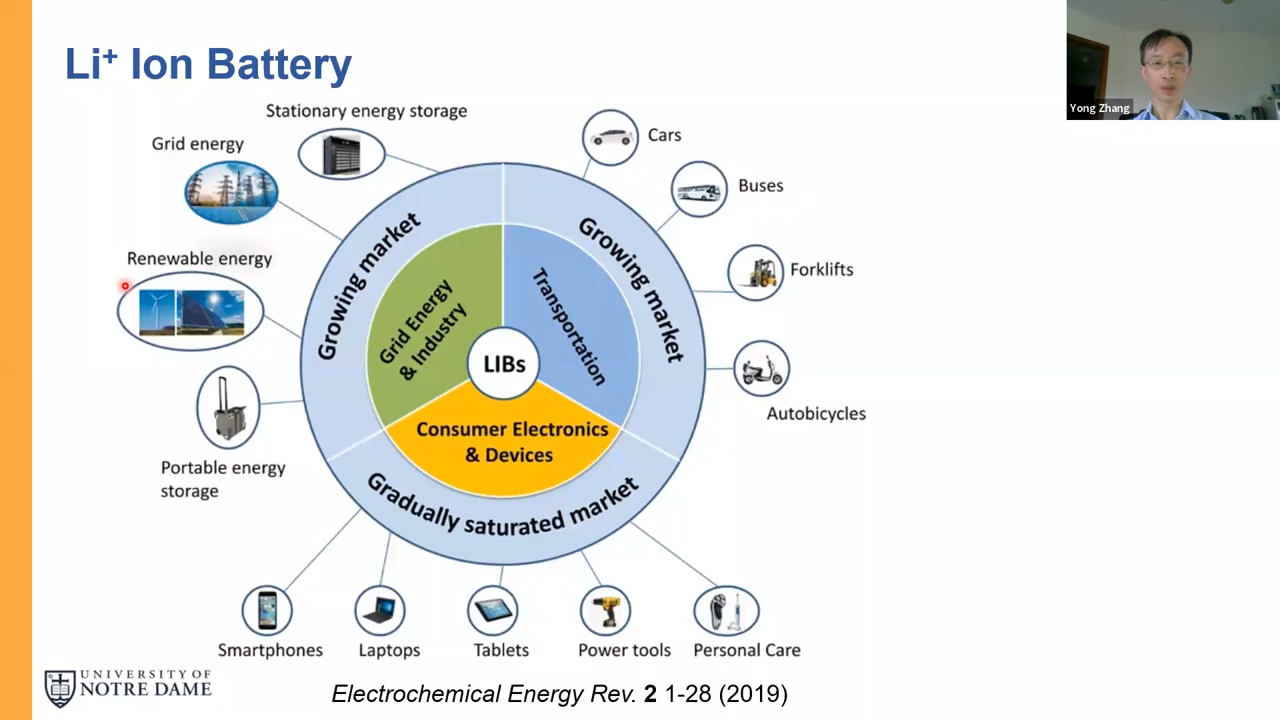 Li⁺ Ion Battery
Yong Zhang
Stationary energy storage
Grid energy
Renewable energy
Portable energy
storage
Cars
Buses
Forklifts
Autobicycles
Growing market
Growing market
Gradually saturated market
Grid Energy
& Industry
Transportation
LIBs
Consumer Electronics
& Devices
Smartphones
Laptops
Tablets
Power tools
Personal Care
UNIVERSITY OF
NOTRE DAME
Electrochemical Energy Rev. 2 1-28 (2019)